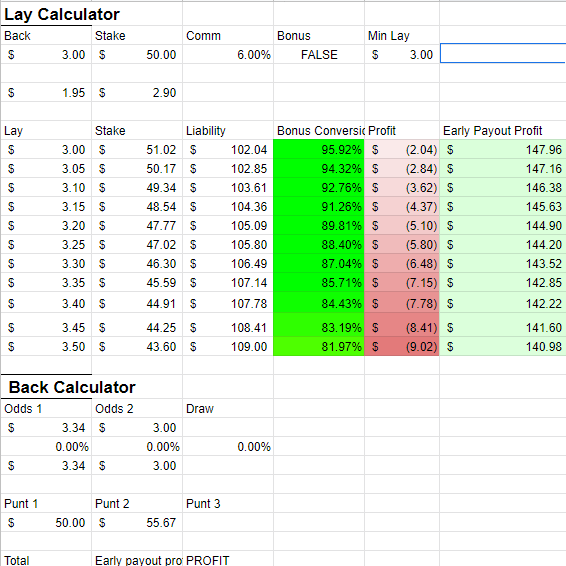 Lay Calculator
Back Stake Comm Bonus Min Lay
$ 3.00 $ 50.00 6.00% FALSE $ 3.00
$ 1.95 $ 2.90
Lay Stake Liability Bonus Conversic Profit Early Payout Profit
$ 3.00 $ 51.02 $ 102.04 95.92% $ (2.04) $ 147.96
$ 3.05 $ 50.17 $ 102.85 94.32% $ (2.84) $ 147.16
$ 3.10 $ 49.34 $ 103.61 92.76% $ (3.62) $ 146.38
$ 3.15 $ 48.54 $ 104.36 91.26% $ (4.37) $ 145.63
$ 3.20 $ 47.77 $ 105.09 89.81% $ (5.10) $ 144.90
$ 3.25 $ 47.02 $ 105.80 88.40% $ (5.80) $ 144.20
$ 3.30 $ 46.30 $ 106.49 87.04% $ (6.48) $ 143.52
$ 3.35 $ 45.59 $ 107.14 85.71% $ (7.15) $ 142.85
$ 3.40 $ 44.91 $ 107.78 84.43% $ (7.78) $ 142.22
$ 3.45 $ 44.25 $ 108.41 83.19% $ (8.41) $ 141.60
$ 3.50 $ 43.60 $ 109.00 81.97% $ (9.02) $ 140.98
Back Calculator
Odds 1 Odds 2 Draw
$ 3.34 $ 3.00
0.00% 0.00% 0.00%
$ 3.34 $ 3.00
Punt 1 Punt 2 Punt 3
$ 50.00 $ 55.67
Total Early payout pro PROFIT